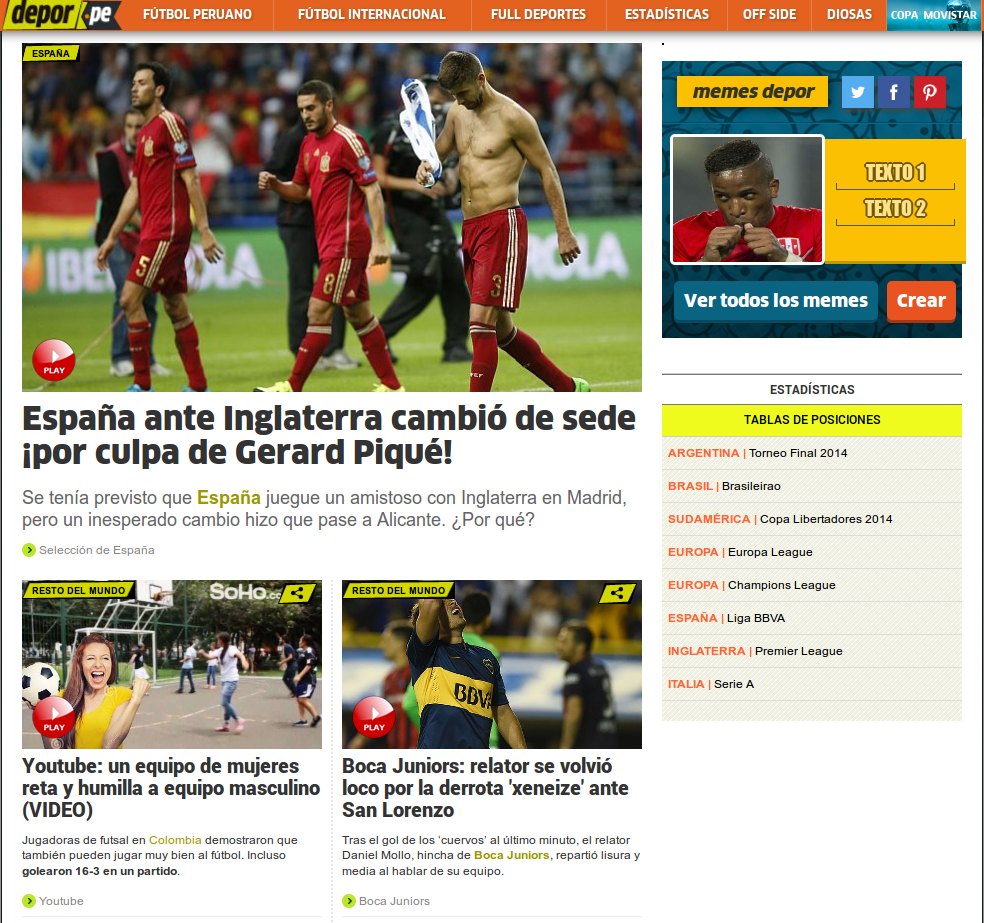 depor.pe
FÚTBOL PERUANO
FÚTBOL INTERNACIONAL
FULL DEPORTES
ESTADÍSTICAS
OFF SIDE
DIOSAS
COPA MOVISTAR
ESPAÑA
5
8
3
PLAY
España ante Inglaterra cambió de sede
¡por culpa de Gerard Piqué!
Se tenía previsto que España juegue un amistoso con Inglaterra en Madrid,
pero un inesperado cambio hizo que pase a Alicante. ¿Por qué?
Selección de España
RESTO DEL MUNDO
SoHo.co
PLAY
Youtube: un equipo de mujeres
reta y humilla a equipo masculino
(VIDEO)
Jugadoras de futsal en Colombia demostraron que
también pueden jugar muy bien al fútbol. Incluso
golearon 16-3 en un partido.
Youtube
RESTO DEL MUNDO
BBVA
PLAY
Boca Juniors: relator se volvió
loco por la derrota 'xeneize' ante
San Lorenzo
Tras el gol de los ‘cuervos’ al último minuto, el relator
Daniel Mollo, hincha de Boca Juniors, repartió lisura y
media al hablar de su equipo.
Boca Juniors
memes depor
TEXTO 1
TEXTO 2
Ver todos los memes
Crear
ESTADÍSTICAS
TABLAS DE POSICIONES
ARGENTINA | Torneo Final 2014
BRASIL | Brasileirao
SUDAMÉRICA | Copa Libertadores 2014
EUROPA | Europa League
EUROPA | Champions League
ESPAÑA | Liga BBVA
INGLATERRA | Premier League
ITALIA | Serie A